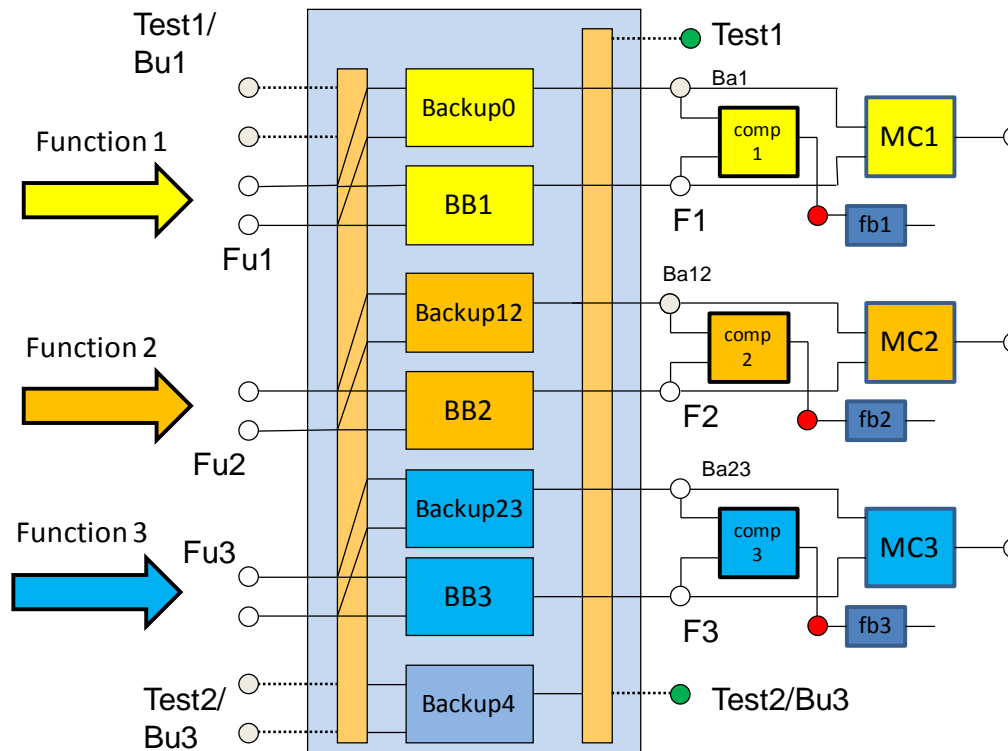 Test1/
Bu1
Test1
Function 1
Backup0
Ba1
comp
1
MC1
BB1
F1
fb1
Fu1
Function 2
Backup12
Ba12
comp
2
MC2
BB2
F2
fb2
Fu2
Function 3
Backup23
Ba23
comp
3
MC3
Fu3
BB3
F3
fb3
Test2/
Bu3
Backup4
Test2/Bu3